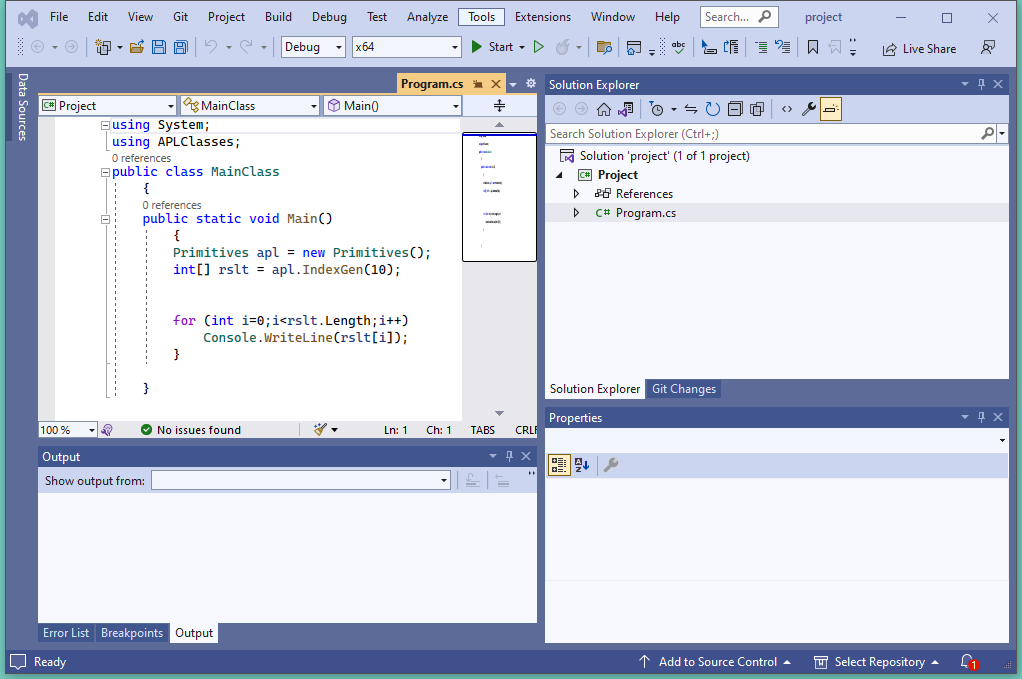 File Edit View Git Project Build Debug Test Analyze Tools Extensions Window Help Search... project
Debug x64 Start Live Share
Data Sources
Program.cs
Project MainClass Main()
using System;
using APLClasses;
0 references
public class MainClass
{
0 references
public static void Main()
{
Primitives apl = new Primitives();
int[] rslt = apl.IndexGen(10);
for (int i=0;i<rslt.Length;i++)
Console.WriteLine(rslt[i]);
}
}
100 % No issues found Ln: 1 Ch: 1 TABS CRLF
Output
Show output from:
Error List Breakpoints Output
Solution Explorer
Search Solution Explorer (Ctrl+;)
Solution 'project' (1 of 1 project)
C# Project
References
C# Program.cs
Solution Explorer Git Changes
Properties
Ready Add to Source Control Select Repository 1